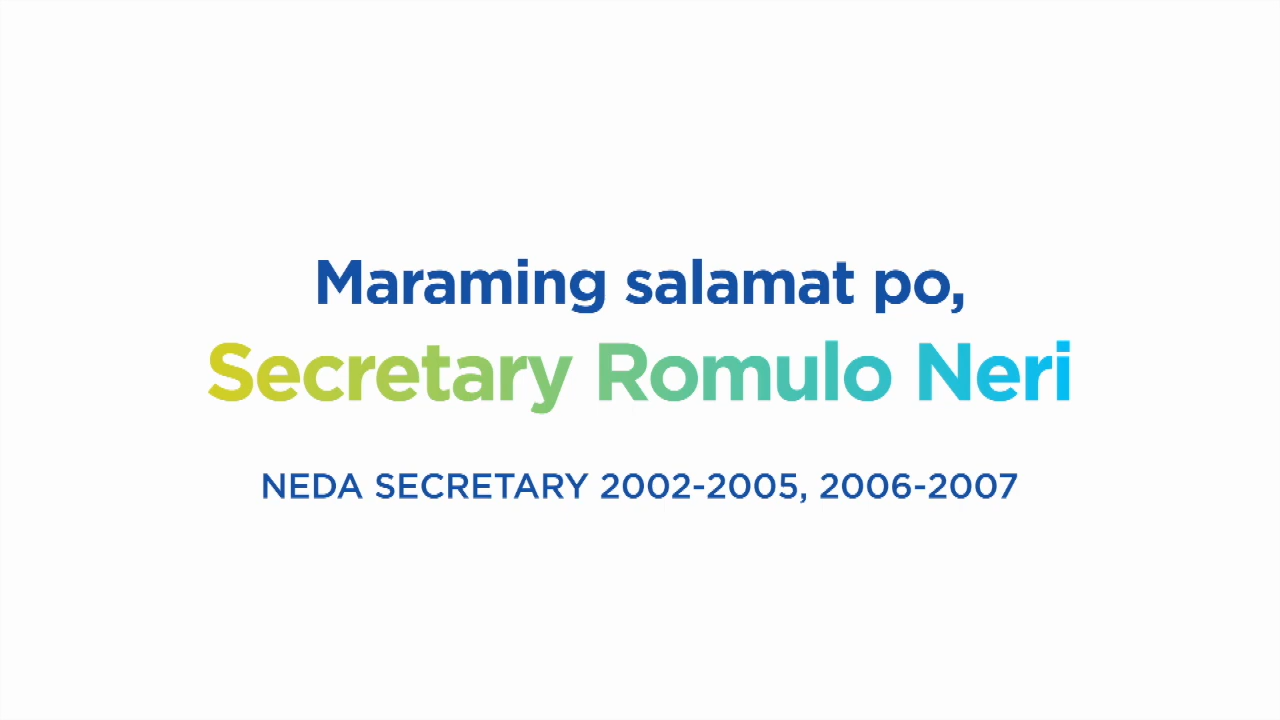 Maraming salamat po,
Secretary Romulo Neri
NEDA SECRETARY 2002-2005, 2006-2007